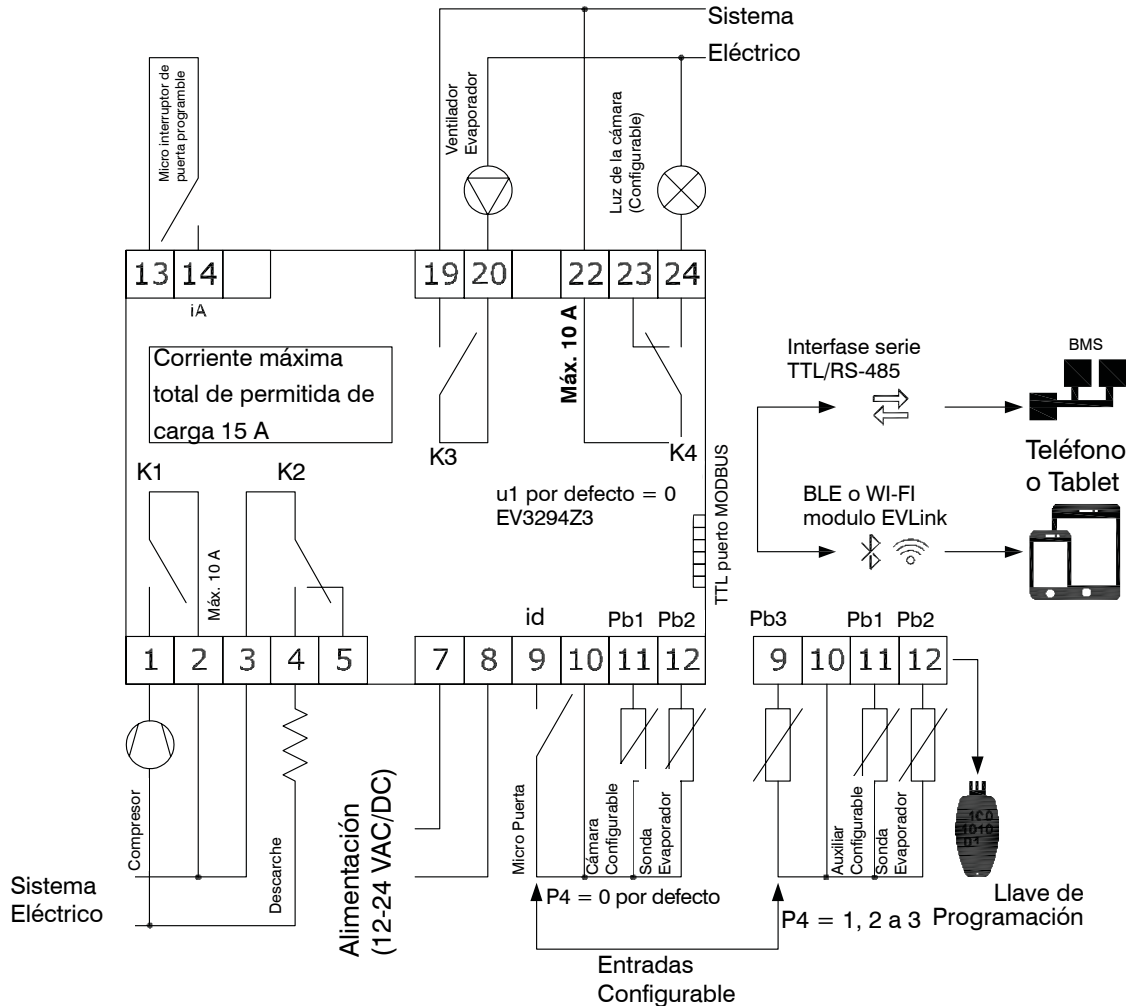 Sistema
Eléctrico
Micro interruptor de
puerta programble
Ventilador
Evaporador
Luz de la cámara
(Configurable)
13 14 19 20 22 23 24
iA
Corriente máxima
total de permitida de
carga 15 A
Máx. 10 A
K3
K4
K1
K2
u1 por defecto = 0
EV3294Z3
Máx. 10 A
TTL puerto MODBUS
Interfase serie
TTL/RS-485
BMS
Teléfono
o Tablet
BLE o WI-FI
modulo EVLink
id
Pb1 Pb2
Pb3
Pb1 Pb2
1 2 3 4 5 7 8 9 10 11 12
9 10 11 12
Compresor
Descarche
Alimentación
(12-24 VAC/DC)
Micro Puerta
Cámara
Configurable
Sonda
Evaporador
Auxiliar
Configurable
Sonda
Evaporador
1010
Sistema
Eléctrico
P4 = 0 por defecto
P4 = 1, 2 a 3
Llave de
Programación
Entradas
Configurable